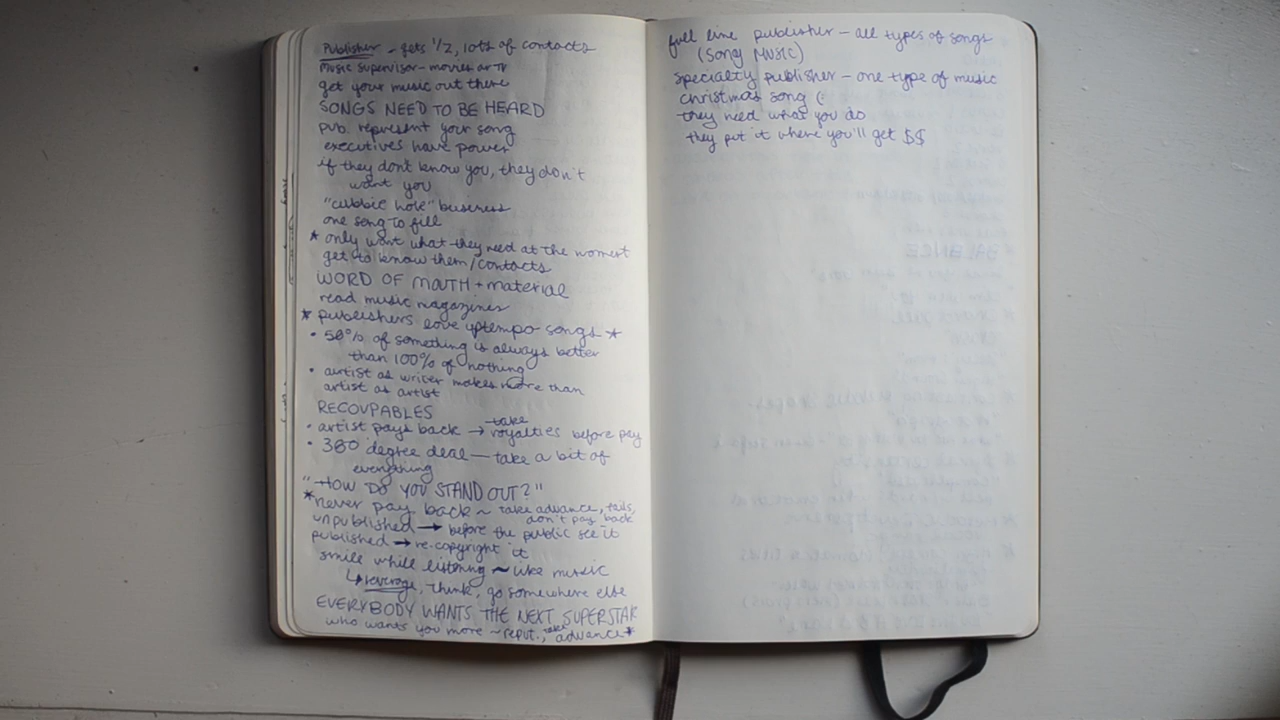 Publisher - gets 1/2, lots of contacts
music supervisor - movies or TV
get your music out there
SONGS NEED TO BE HEARD
pub. represent your song
executives have power
if they don't know you, they don't
want you
"cubbie hole" business
one song to fill
* only want what they need at the moment
get to know them/contacts
WORD OF MOUTH + material
read music magazines
* publishers love uptempo songs *
• 50% of something is always better
than 100% of nothing
• artist as writer makes more than
artist as artist
RECOUPABLES
• artist pays back → take royalties before pay
• 360 degree deal — take a bit of
everything
"HOW DO YOU STAND OUT?"
* never pay back ~ take advance, fails,
don't pay back
unpublished → before the public see it
published → re-copyright it
smile while listening ~ like music
↳ leverage, think, go somewhere else
EVERYBODY WANTS THE NEXT SUPERSTAR
who wants you more ~ reput., take advance *
full line publisher - all types of songs
(SONY MUSIC)
specialty publisher - one type of music
christmas song (:
they need what you do
they put it where you'll get $$
BALANCE